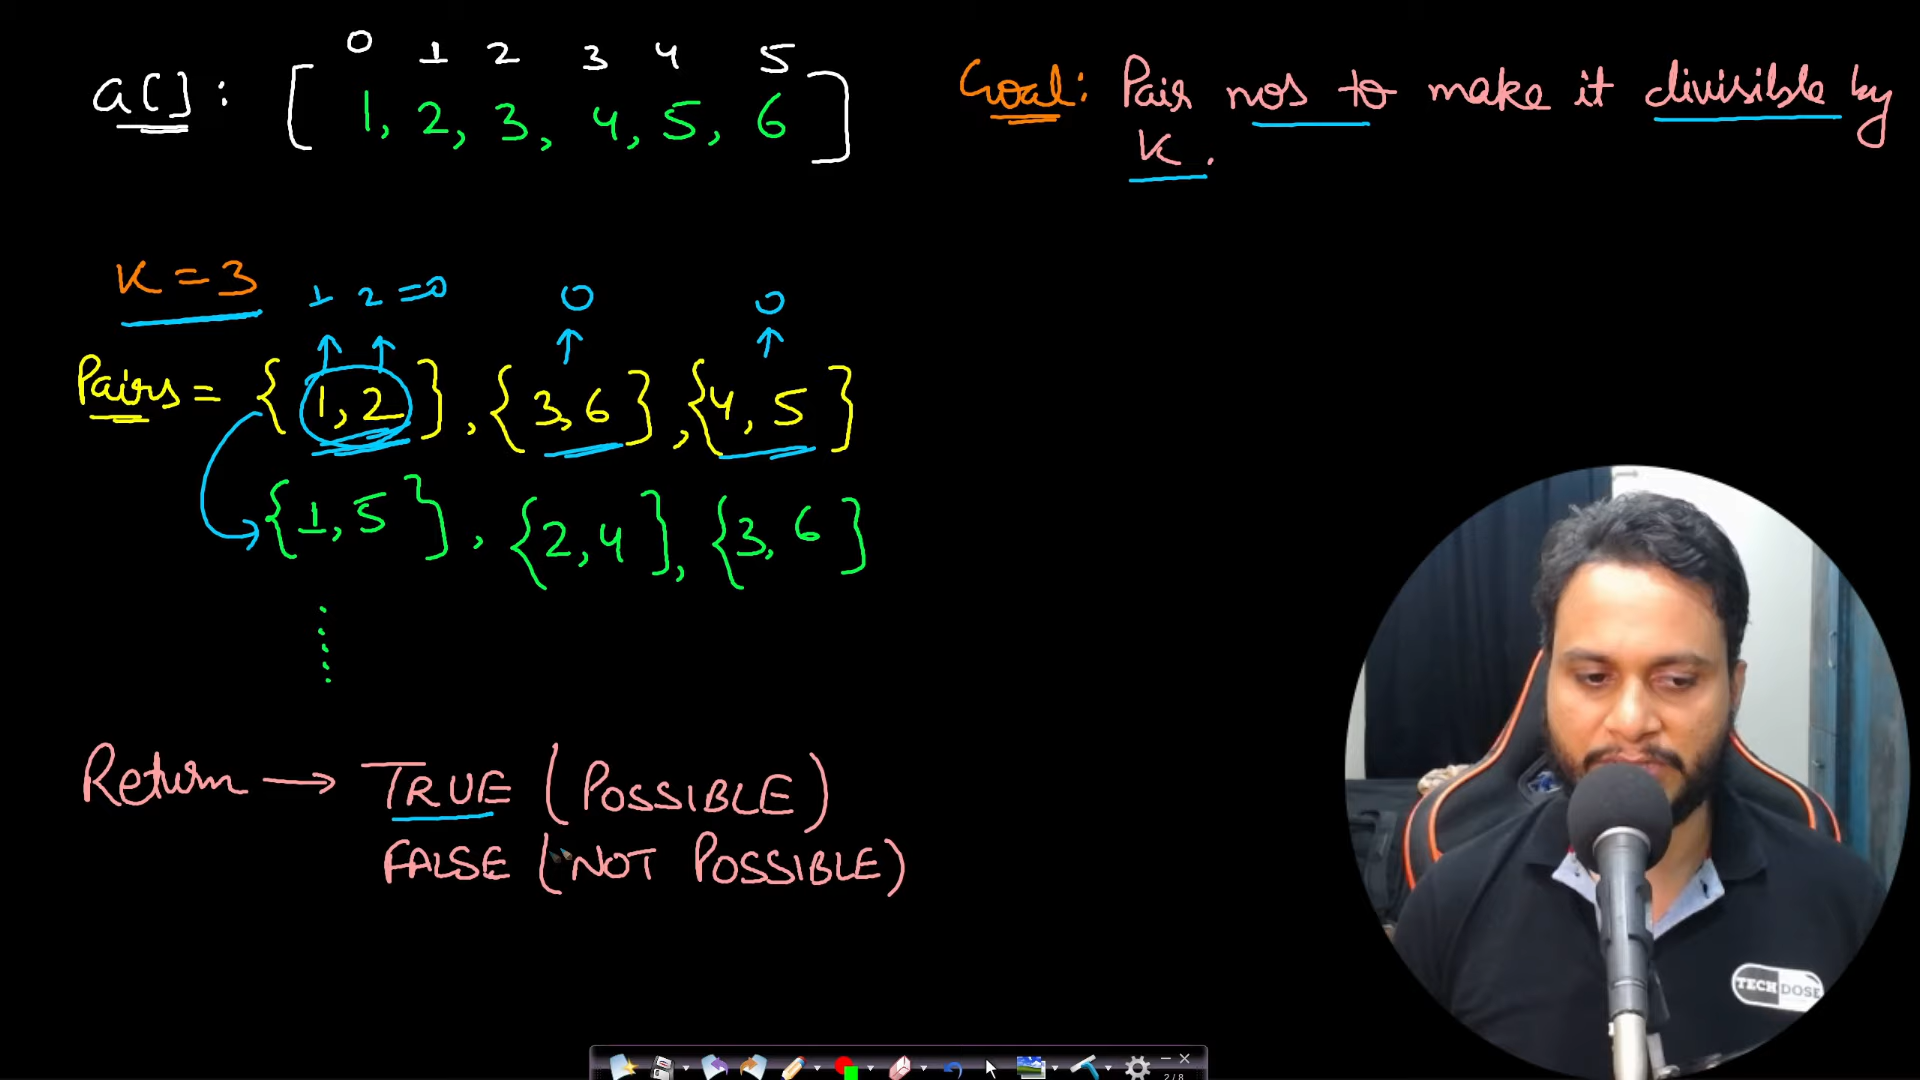 0 1 2 3 4 5
a[] : [ 1, 2, 3, 4, 5, 6 ]
Goal: Pair nos to make it divisible by
K.
K = 3
1 2 =0 0 0
Pairs = { 1, 2 }, { 3, 6 }, { 4, 5 }
{ 1, 5 }, { 2, 4 }, { 3, 6 }
Return → TRUE (POSSIBLE)
FALSE (NOT POSSIBLE)
TECH DOSE
2/8